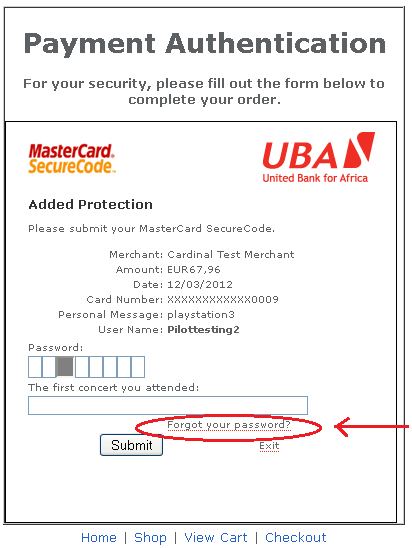 Payment Authentication
For your security, please fill out the form below to
complete your order.
MasterCard.
SecureCode™
UBA
United Bank for Africa
Added Protection
Please submit your MasterCard SecureCode.
Merchant: Cardinal Test Merchant
Amount: EUR67,96
Date: 12/03/2012
Card Number: XXXXXXXXXXXX0009
Personal Message: playstation3
User Name: Pilottesting2
Password:
The first concert you attended:
Forgot your password?
Submit
Exit
Home | Shop | View Cart | Checkout